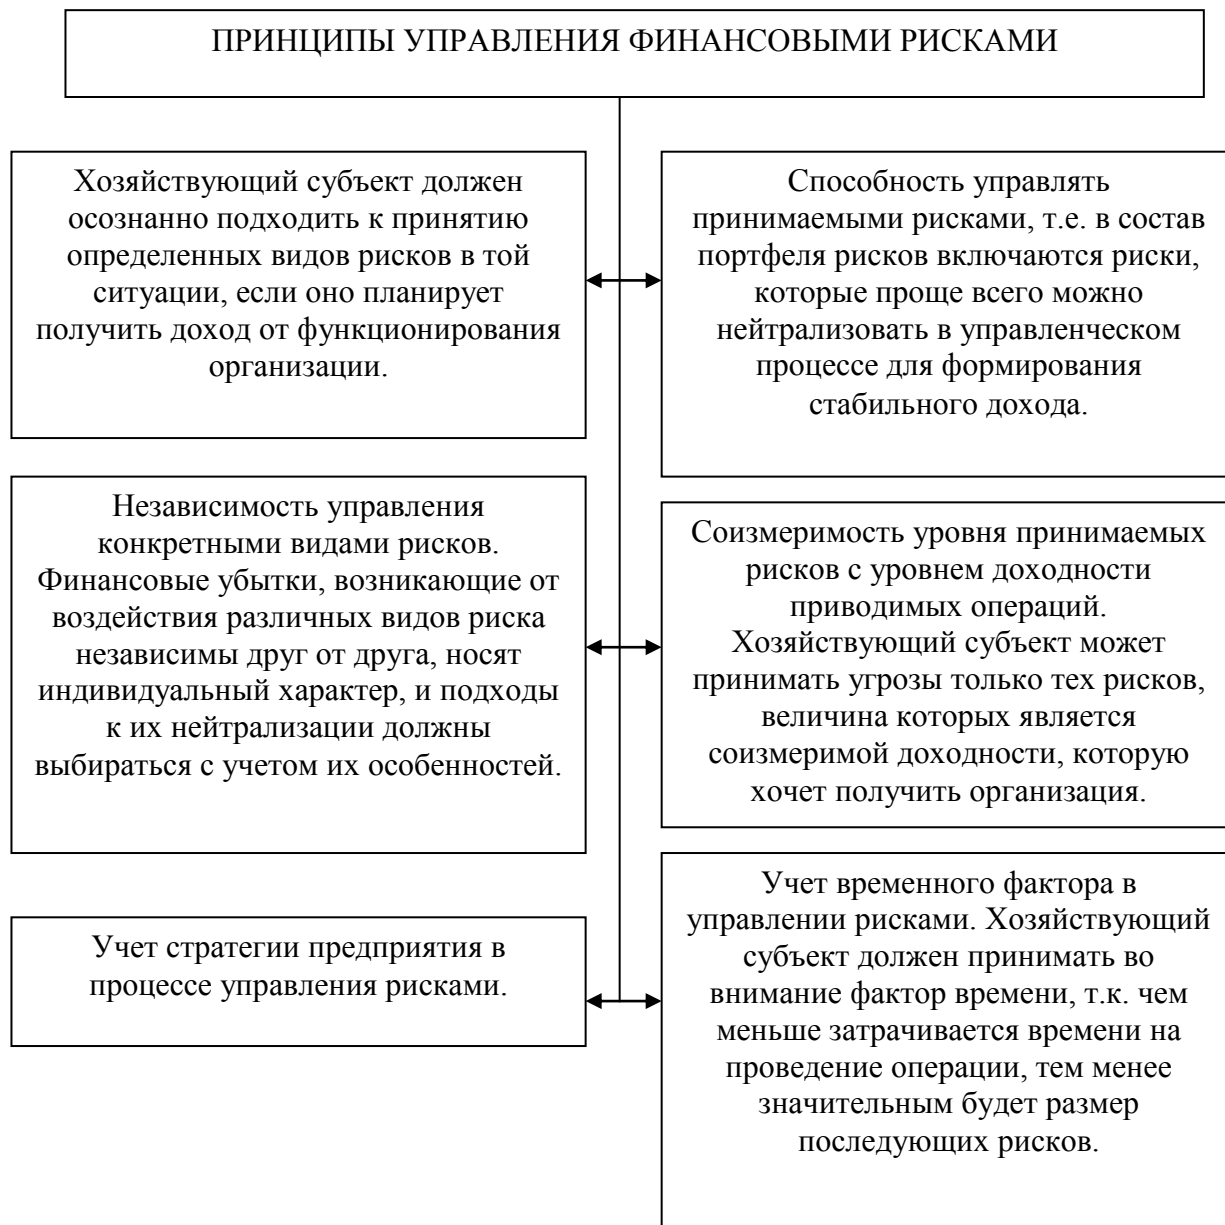 ПРИНЦИПЫ УПРАВЛЕНИЯ ФИНАНСОВЫМИ РИСКАМИ
Хозяйствующий субъект должен
осознанно подходить к принятию
определенных видов рисков в той
ситуации, если оно планирует
получить доход от функционирования
организации.
Способность управлять
принимаемыми рисками, т.е. в состав
портфеля рисков включаются риски,
которые проще всего можно
нейтрализовать в управленческом
процессе для формирования
стабильного дохода.
Независимость управления
конкретными видами рисков.
Финансовые убытки, возникающие от
воздействия различных видов риска
независимы друг от друга, носят
индивидуальный характер, и подходы
к их нейтрализации должны
выбираться с учетом их особенностей.
Соизмеримость уровня принимаемых
рисков с уровнем доходности
приводимых операций.
Хозяйствующий субъект может
принимать угрозы только тех рисков,
величина которых является
соизмеримой доходности, которую
хочет получить организация.
Учет стратегии предприятия в
процессе управления рисками.
Учет временного фактора в
управлении рисками. Хозяйствующий
субъект должен принимать во
внимание фактор времени, т.к. чем
меньше затрачивается времени на
проведение операции, тем менее
значительным будет размер
последующих рисков.